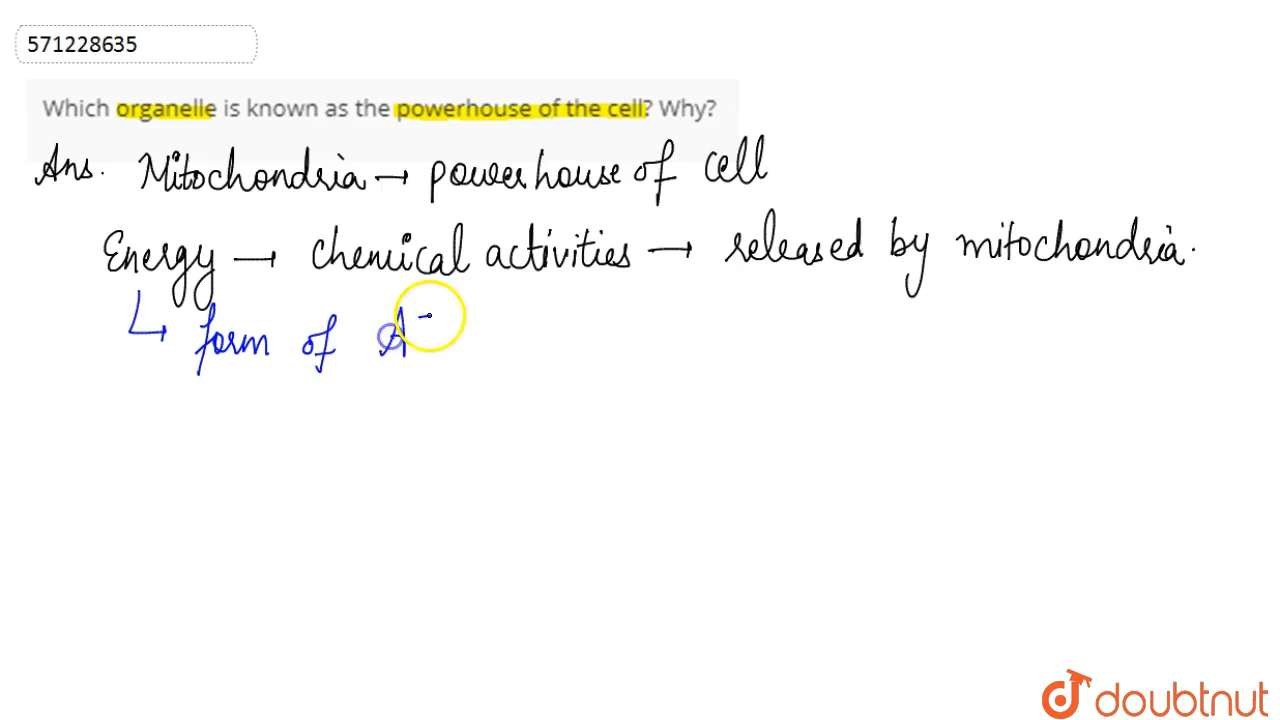 571228635
Which organelle is known as the powerhouse of the cell? Why?
Ans. Mitochondria → powerhouse of cell
Energy → chemical activities → released by mitochondria.
↳ form of A
doubtnut